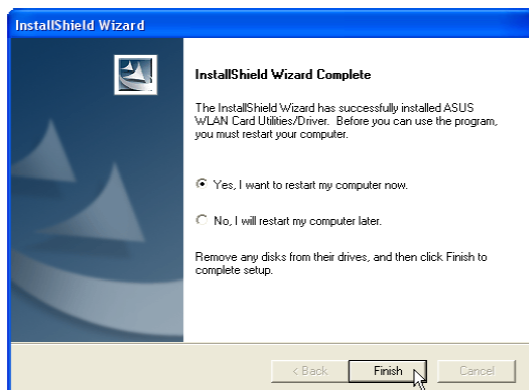 InstallShield Wizard
InstallShield Wizard Complete
The InstallShield Wizard has successfully installed ASUS
WLAN Card Utilities/Driver. Before you can use the program,
you must restart your computer.
Yes, I want to restart my computer now.
No, I will restart my computer later.
Remove any disks from their drives, and then click Finish to
complete setup.
< Back
Finish
Cancel